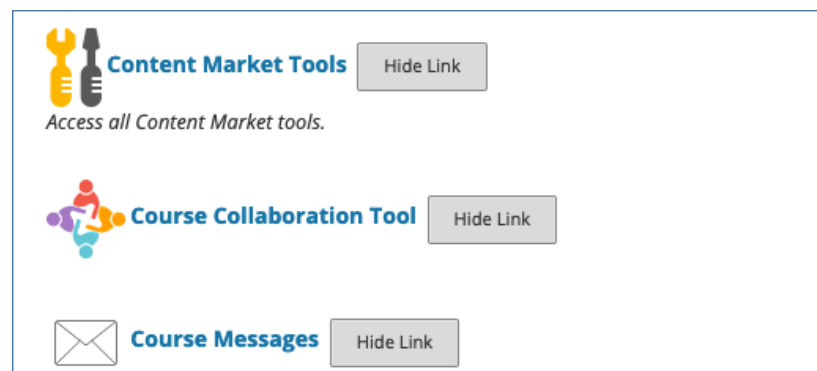 Content Market Tools Hide Link
Access all Content Market tools.
Course Collaboration Tool Hide Link
Course Messages Hide Link